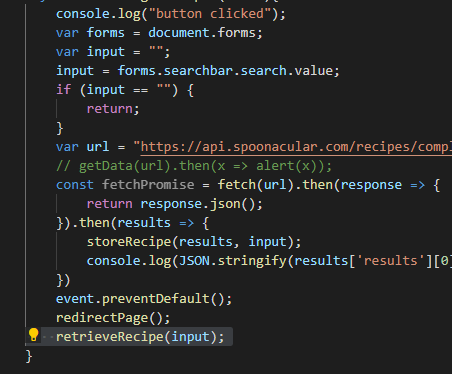 console.log("button clicked");
var forms = document.forms;
var input = "";
input = forms.searchbar.search.value;
if (input == "") {
return;
}
var url = "https://api.spoonacular.com/recipes/compl
// getData(url).then(x => alert(x));
const fetchPromise = fetch(url).then(response => {
return response.json();
}).then(results => {
storeRecipe(results, input);
console.log(JSON.stringify(results['results'][0]
})
event.preventDefault();
redirectPage();
retrieveRecipe(input);
}